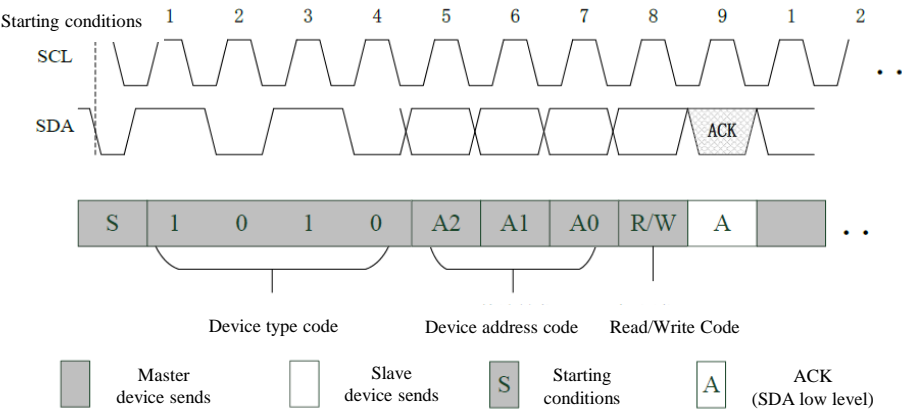 Starting conditions 1 2 3 4 5 6 7 8 9 1 2
SCL
SDA
ACK
S 1 0 1 0 A2 A1 A0 R/W A
Device type code Device address code Read/Write Code
Master
device sends
Slave
device sends
S
Starting
conditions
A
ACK
(SDA low level)